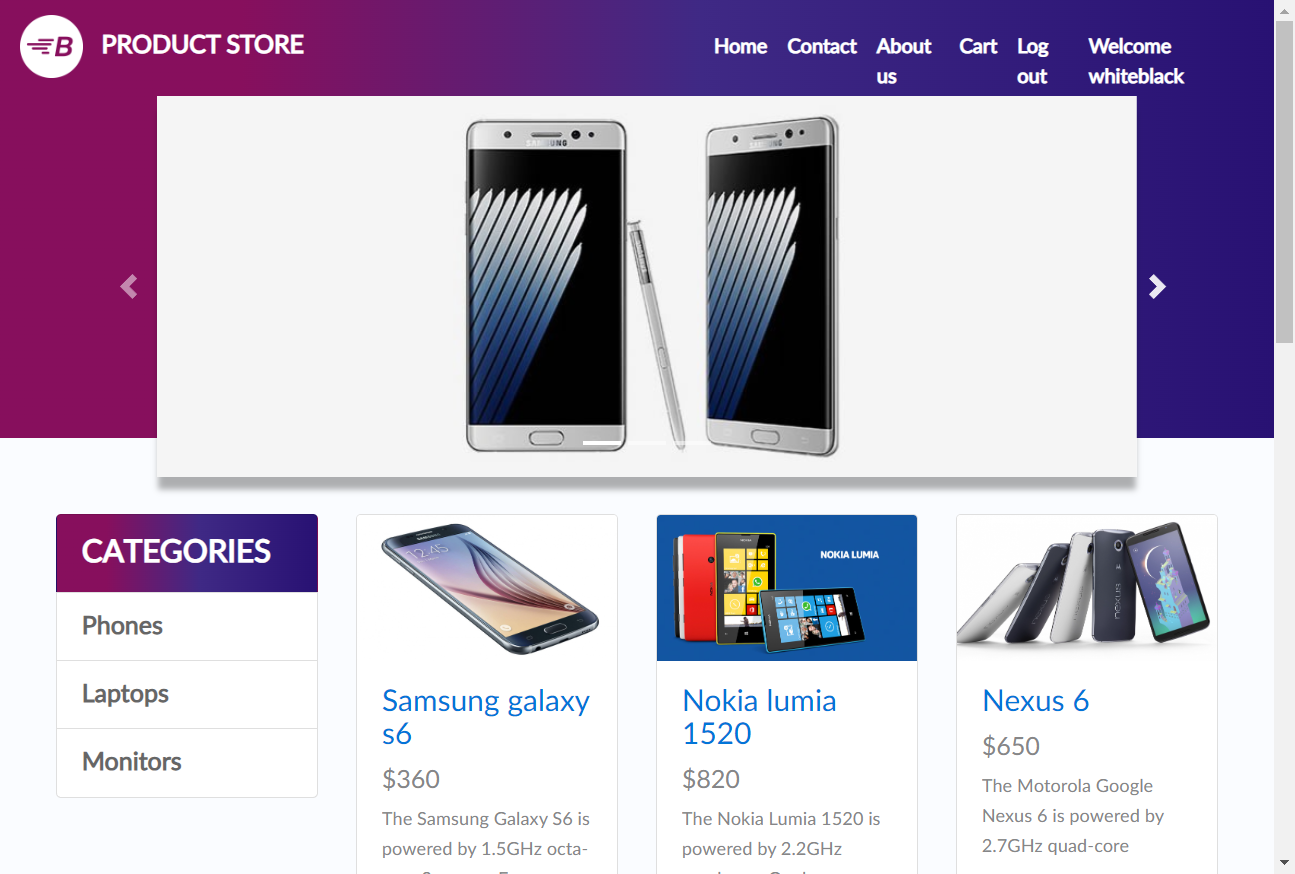 B PRODUCT STORE
Home Contact About us Cart Log out Welcome whiteblack
SAMSUNG
SAMSUNG
CATEGORIES
Phones
Laptops
Monitors
12:45
Samsung galaxy
s6
$360
The Samsung Galaxy S6 is
powered by 1.5GHz octa-
NOKIA LUMIA
Nokia lumia
1520
$820
The Nokia Lumia 1520 is
powered by 2.2GHz
nexus
Nexus 6
$650
The Motorola Google
Nexus 6 is powered by
2.7GHz quad-core